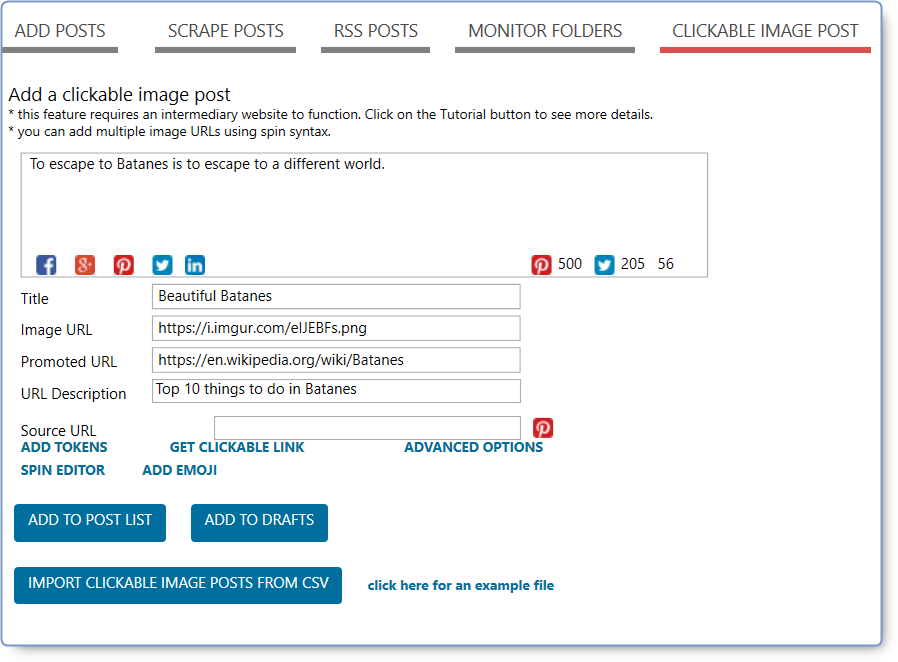 ADD POSTS SCRAPE POSTS RSS POSTS MONITOR FOLDERS CLICKABLE IMAGE POST
Add a clickable image post
* this feature requires an intermediary website to function. Click on the Tutorial button to see more details.
* you can add multiple image URLs using spin syntax.
To escape to Batanes is to escape to a different world.
500 205 56
Title Beautiful Batanes
Image URL https://i.imgur.com/elJEBFs.png
Promoted URL https://en.wikipedia.org/wiki/Batanes
URL Description Top 10 things to do in Batanes
Source URL
ADD TOKENS GET CLICKABLE LINK ADVANCED OPTIONS
SPIN EDITOR ADD EMOJI
ADD TO POST LIST ADD TO DRAFTS
IMPORT CLICKABLE IMAGE POSTS FROM CSV click here for an example file